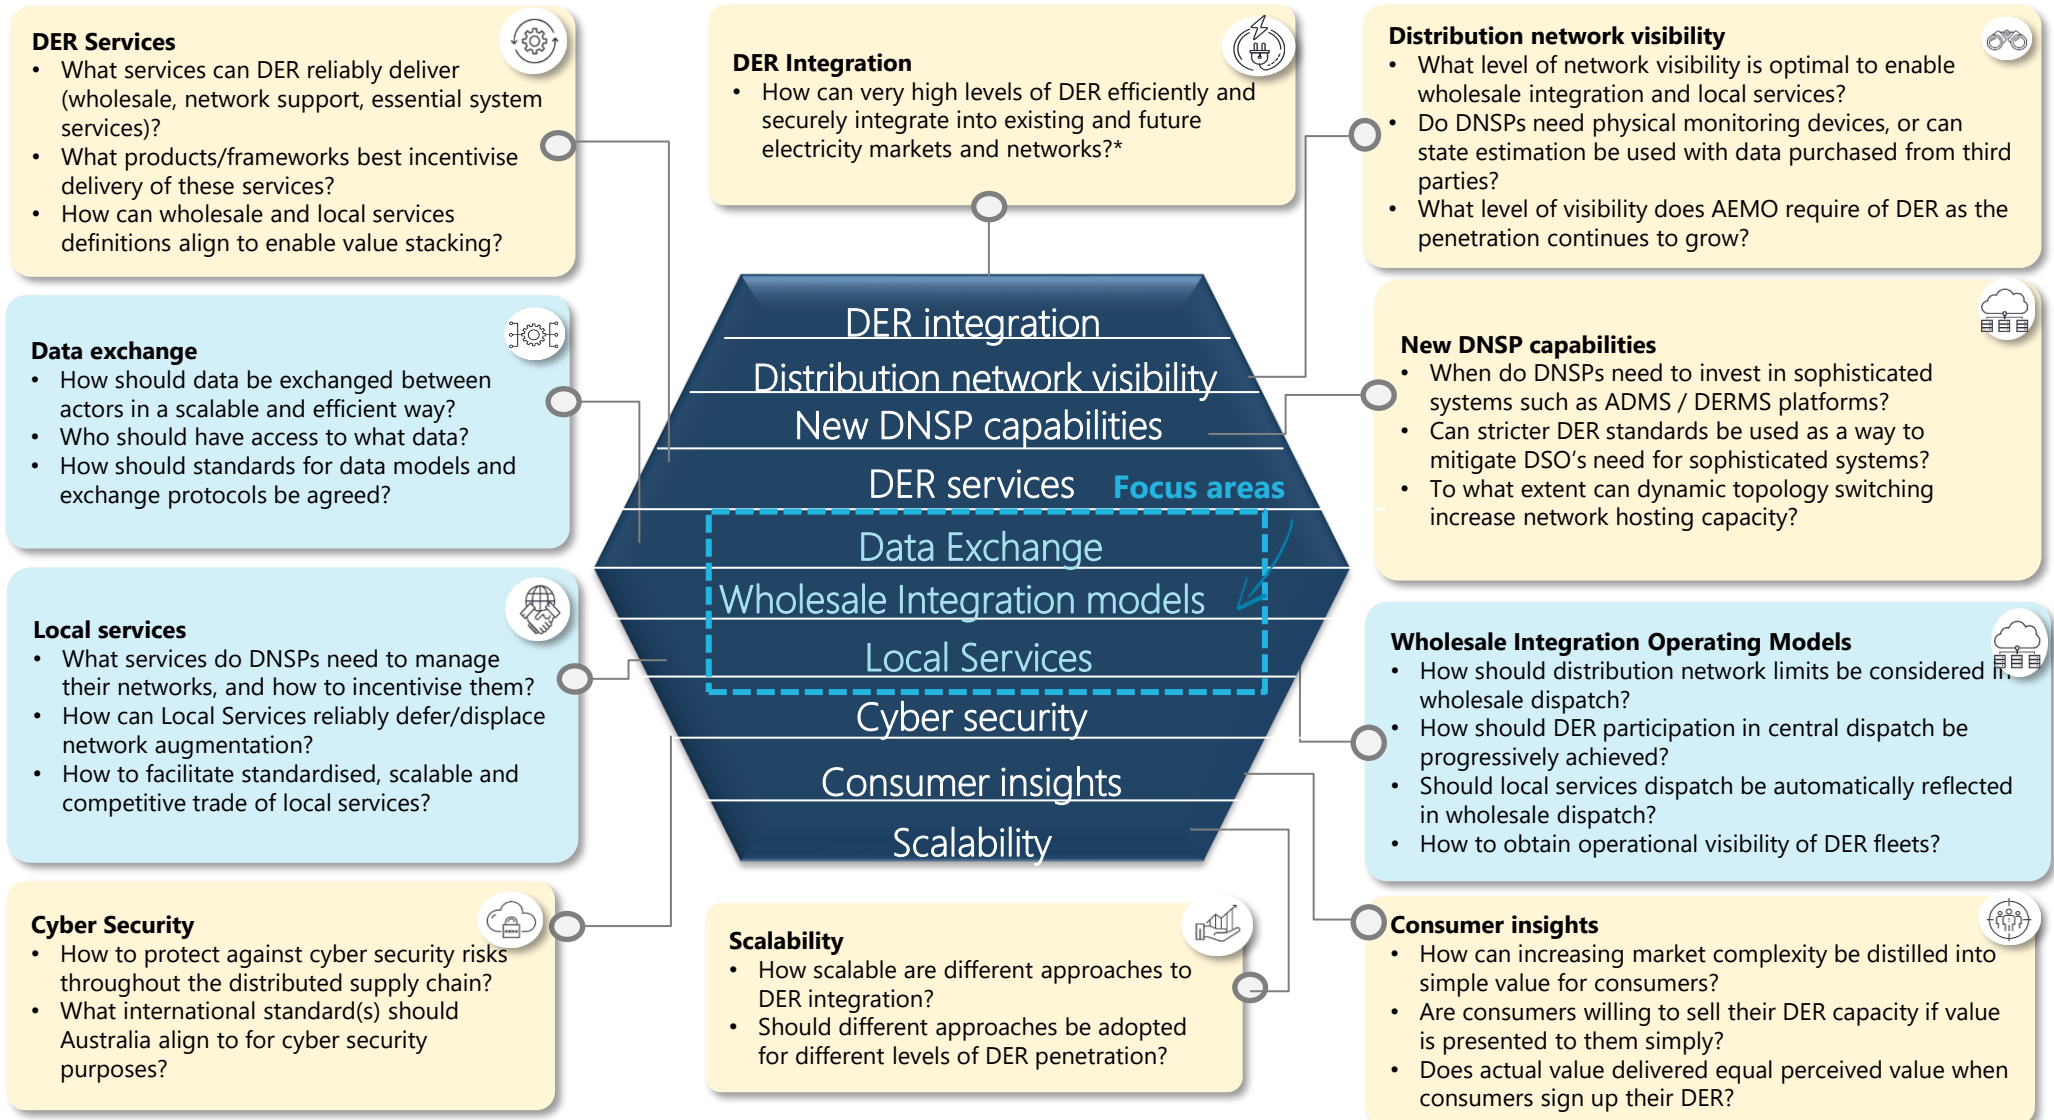 DER Services
• What services can DER reliably deliver
(wholesale, network support, essential system
services)?
• What products/frameworks best incentivise
delivery of these services?
• How can wholesale and local services
definitions align to enable value stacking?
DER Integration
• How can very high levels of DER efficiently and
securely integrate into existing and future
electricity markets and networks?*
Distribution network visibility
• What level of network visibility is optimal to enable
wholesale integration and local services?
• Do DNSPs need physical monitoring devices, or can
state estimation be used with data purchased from third
parties?
• What level of visibility does AEMO require of DER as the
penetration continues to grow?
Data exchange
• How should data be exchanged between
actors in a scalable and efficient way?
• Who should have access to what data?
• How should standards for data models and
exchange protocols be agreed?
New DNSP capabilities
• When do DNSPs need to invest in sophisticated
systems such as ADMS / DERMS platforms?
• Can stricter DER standards be used as a way to
mitigate DSO's need for sophisticated systems?
• To what extent can dynamic topology switching
increase network hosting capacity?
DER integration
Distribution network visibility
New DNSP capabilities
DER services
Focus areas
Data Exchange
Wholesale Integration models
Local Services
Cyber security
Consumer insights
Scalability
Local services
• What services do DNSPs need to manage
their networks, and how to incentivise them?
• How can Local Services reliably defer/displace
network augmentation?
• How to facilitate standardised, scalable and
competitive trade of local services?
Wholesale Integration Operating Models
• How should distribution network limits be considered in
wholesale dispatch?
• How should DER participation in central dispatch be
progressively achieved?
• Should local services dispatch be automatically reflected
in wholesale dispatch?
• How to obtain operational visibility of DER fleets?
Cyber Security
• How to protect against cyber security risks
throughout the distributed supply chain?
• What international standard(s) should
Australia align to for cyber security
purposes?
Scalability
• How scalable are different approaches to
DER integration?
• Should different approaches be adopted
for different levels of DER penetration?
Consumer insights
• How can increasing market complexity be distilled into
simple value for consumers?
• Are consumers willing to sell their DER capacity if value
is presented to them simply?
• Does actual value delivered equal perceived value when
consumers sign up their DER?